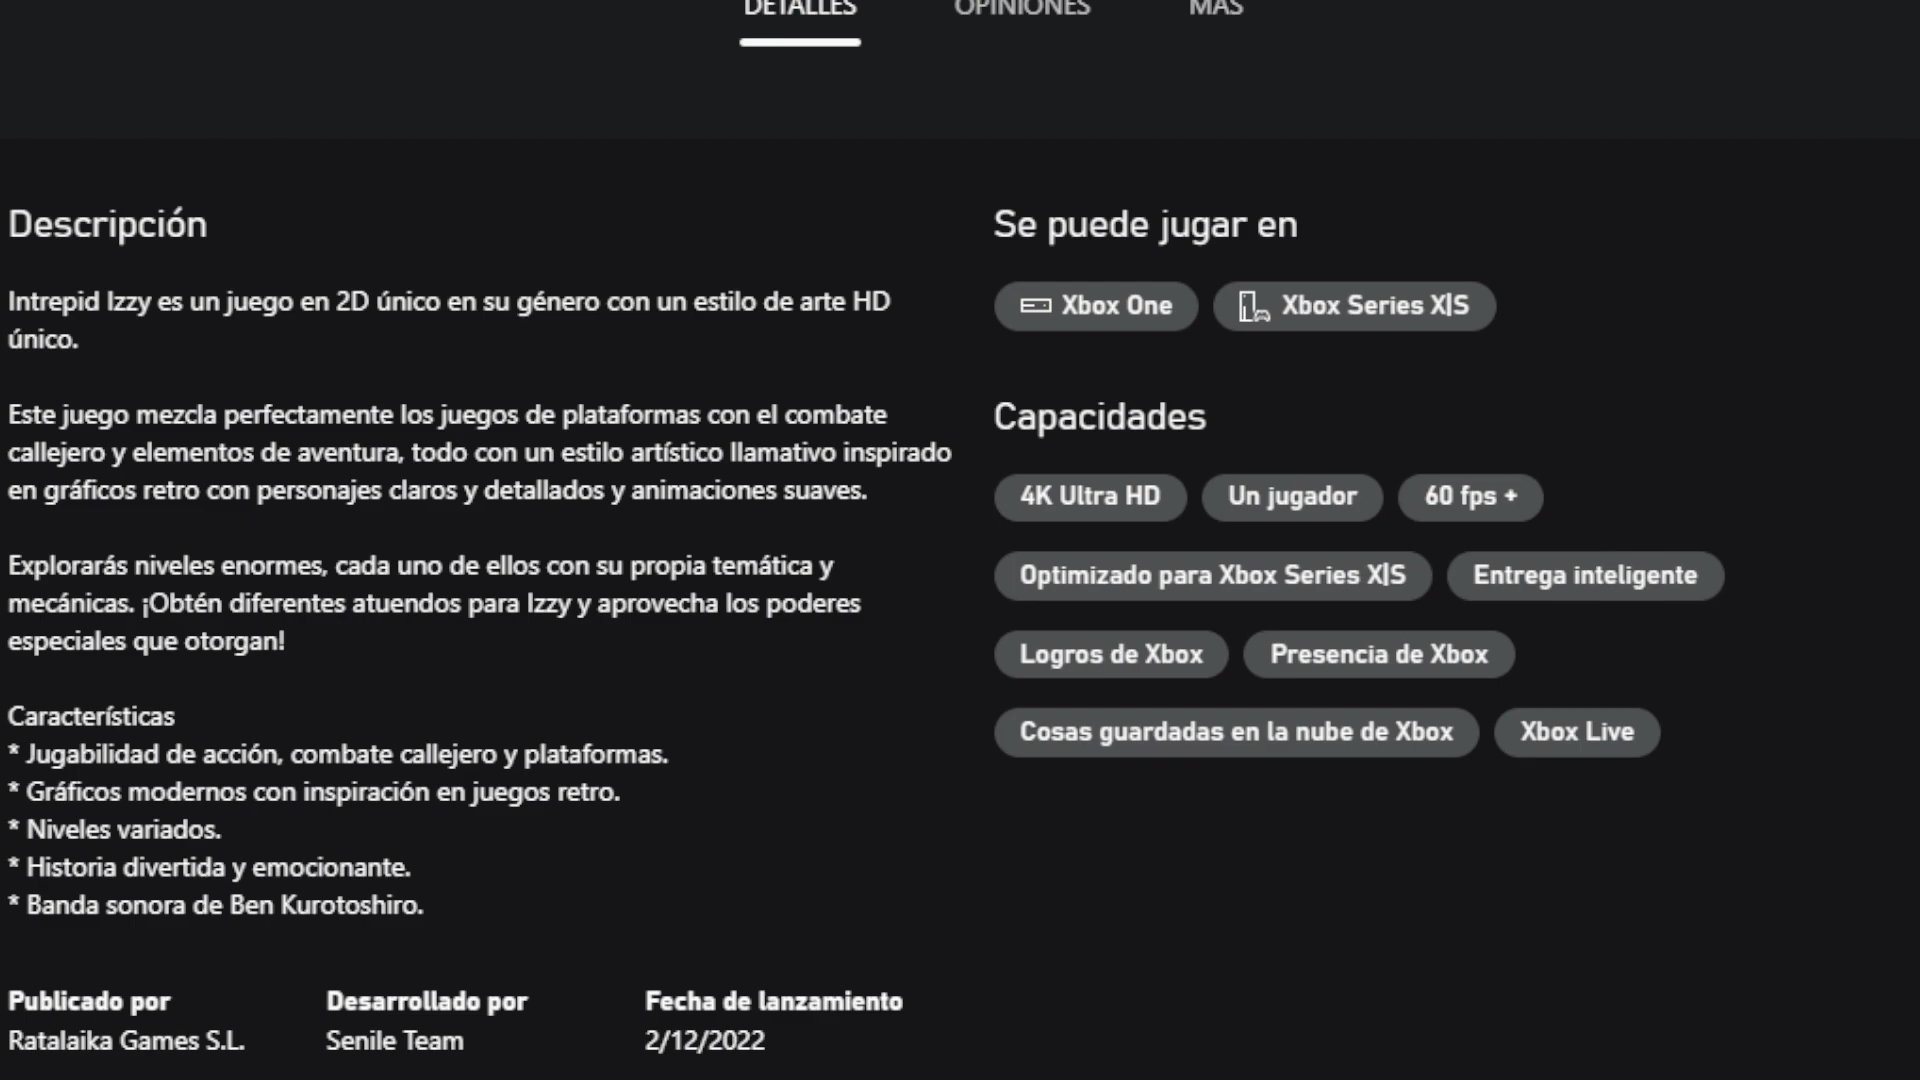 DETALLES
OPINIONES
MÁS
Descripción
Intrepid Izzy es un juego en 2D único en su género con un estilo de arte HD
único.
Este juego mezcla perfectamente los juegos de plataformas con el combate
callejero y elementos de aventura, todo con un estilo artístico llamativo inspirado
en gráficos retro con personajes claros y detallados y animaciones suaves.
Explorarás niveles enormes, cada uno de ellos con su propia temática y
mecánicas. ¡Obtén diferentes atuendos para Izzy y aprovecha los poderes
especiales que otorgan!
Características
* Jugabilidad de acción, combate callejero y plataformas.
* Gráficos modernos con inspiración en juegos retro.
* Niveles variados.
* Historia divertida y emocionante.
* Banda sonora de Ben Kurotoshiro.
Publicado por
Ratalaika Games S.L.
Desarrollado por
Senile Team
Fecha de lanzamiento
2/12/2022
Se puede jugar en
Xbox One
Xbox Series X|S
Capacidades
4K Ultra HD
Un jugador
60 fps +
Optimizado para Xbox Series X|S
Entrega inteligente
Logros de Xbox
Presencia de Xbox
Cosas guardadas en la nube de Xbox
Xbox Live